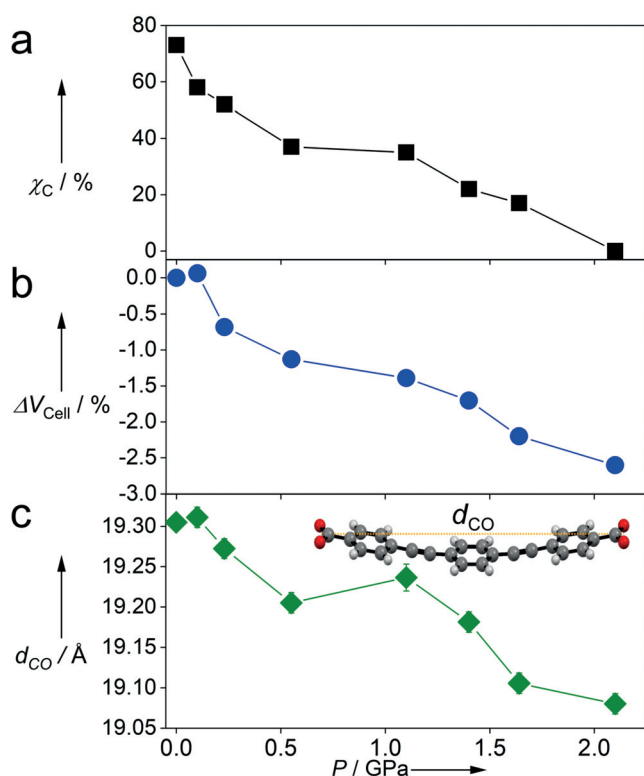 a
80
60
40
20
0
χC / %
b
0.0
-0.5
-1.0
-1.5
-2.0
-2.5
-3.0
ΔVCell / %
c
dCO
19.30
19.25
19.20
19.15
19.10
19.05
dCO / Å
0.0 0.5 1.0 1.5 2.0
P / GPa